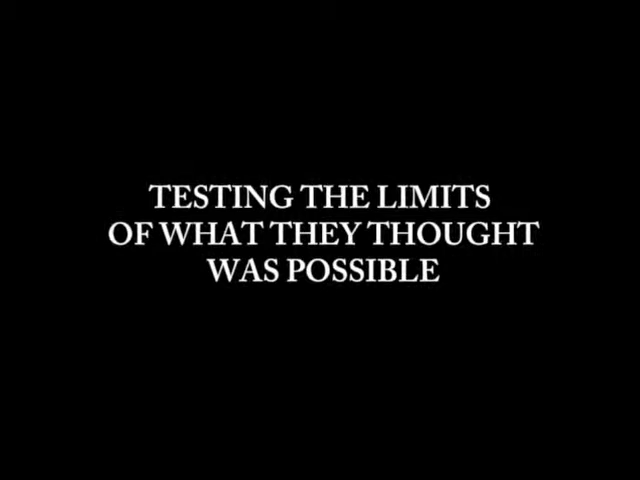 TESTING THE LIMITS
OF WHAT THEY THOUGHT
WAS POSSIBLE